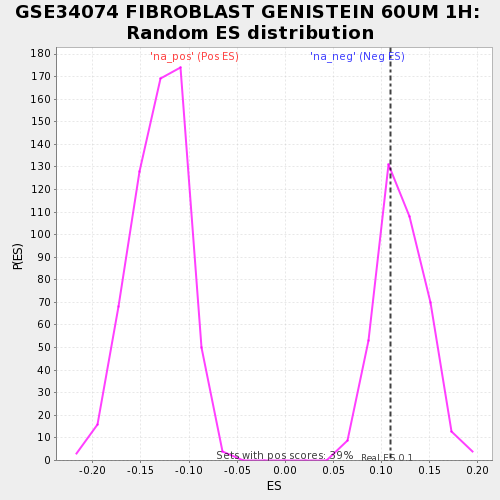 GSE34074 FIBROBLAST GENISTEIN 60UM 1H:
Random ES distribution
'na_pos' (Pos ES) 'na_neg' (Neg ES)
180
170
160
150
140
130
120
110
100
90
80
70
60
50
40
30
20
10
0
P(ES)
Sets with pos scores: 39% Real ES 0.1
-0.20 -0.15 -0.10 -0.05 0.00 0.05 0.10 0.15 0.20
ES